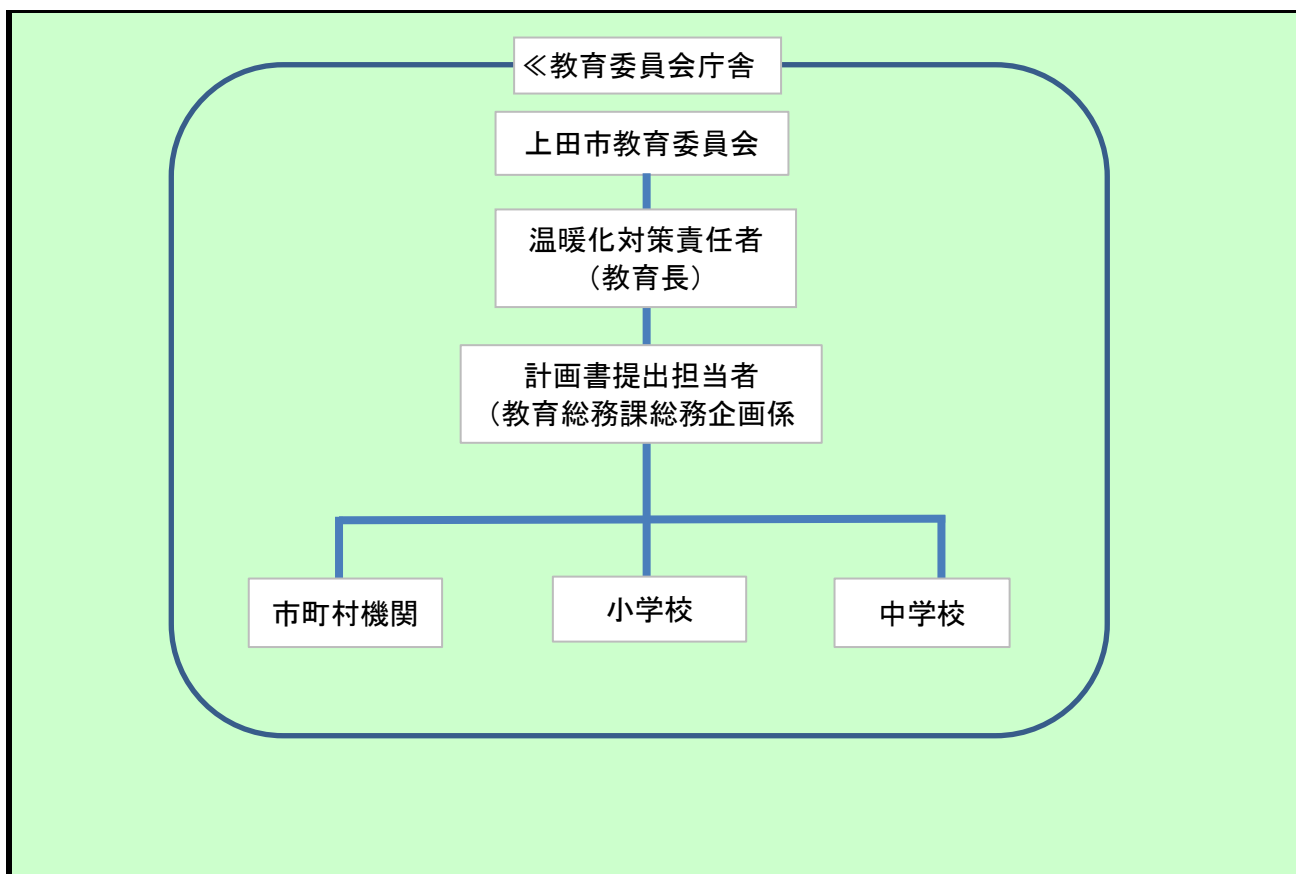 ≪教育委員会庁舎
上田市教育委員会
温暖化対策責任者
（教育長）
計画書提出担当者
（教育総務課総務企画係
市町村機関
小学校
中学校